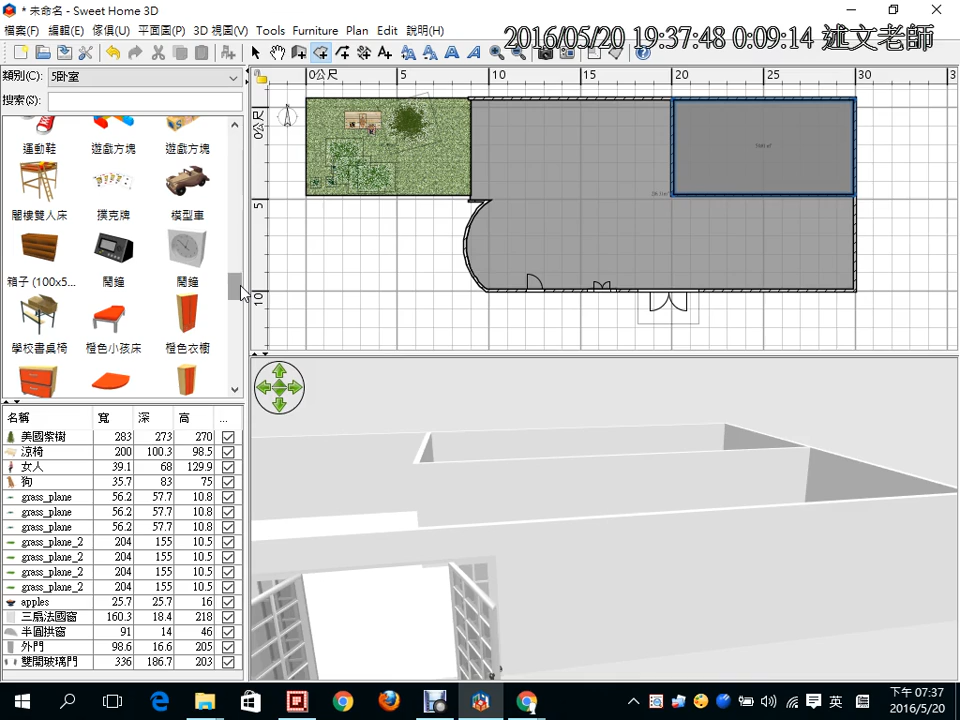 * 未命名 - Sweet Home 3D
檔案(F) 編輯(E) 傢俱(U) 平面圖(P) 3D 視圖(V) Tools Furniture Plan Edit 說明(H)
2016/05/20 19:37:48 0:09:14 述文老師
類別(C): 5臥室
搜索(S):
運動鞋 遊戲方塊 遊戲方塊
閣樓雙人床 撲克牌 模型車
箱子 (100x5... 鬧鐘 鬧鐘
學校書桌椅 橙色小孩床 橙色衣櫥
0公尺 5 10 15 20 25 30 3
0公尺
5
10
名稱 寬 深 高 ...
美國紫樹 283 273 270
涼椅 200 100.3 98.5
女人 39.1 68 129.9
狗 35.7 83 75
grass_plane 56.2 57.7 10.8
grass_plane 56.2 57.7 10.8
grass_plane 56.2 57.7 10.8
grass_plane_2 204 155 10.5
grass_plane_2 204 155 10.5
grass_plane_2 204 155 10.5
grass_plane_2 204 155 10.5
apples 25.7 25.7 16
三扇法國窗 160.3 18.4 218
半圓拱窗 91 14 46
外門 98.6 16.6 205
雙開玻璃門 336 186.7 203
英
下午 07:37
2016/5/20